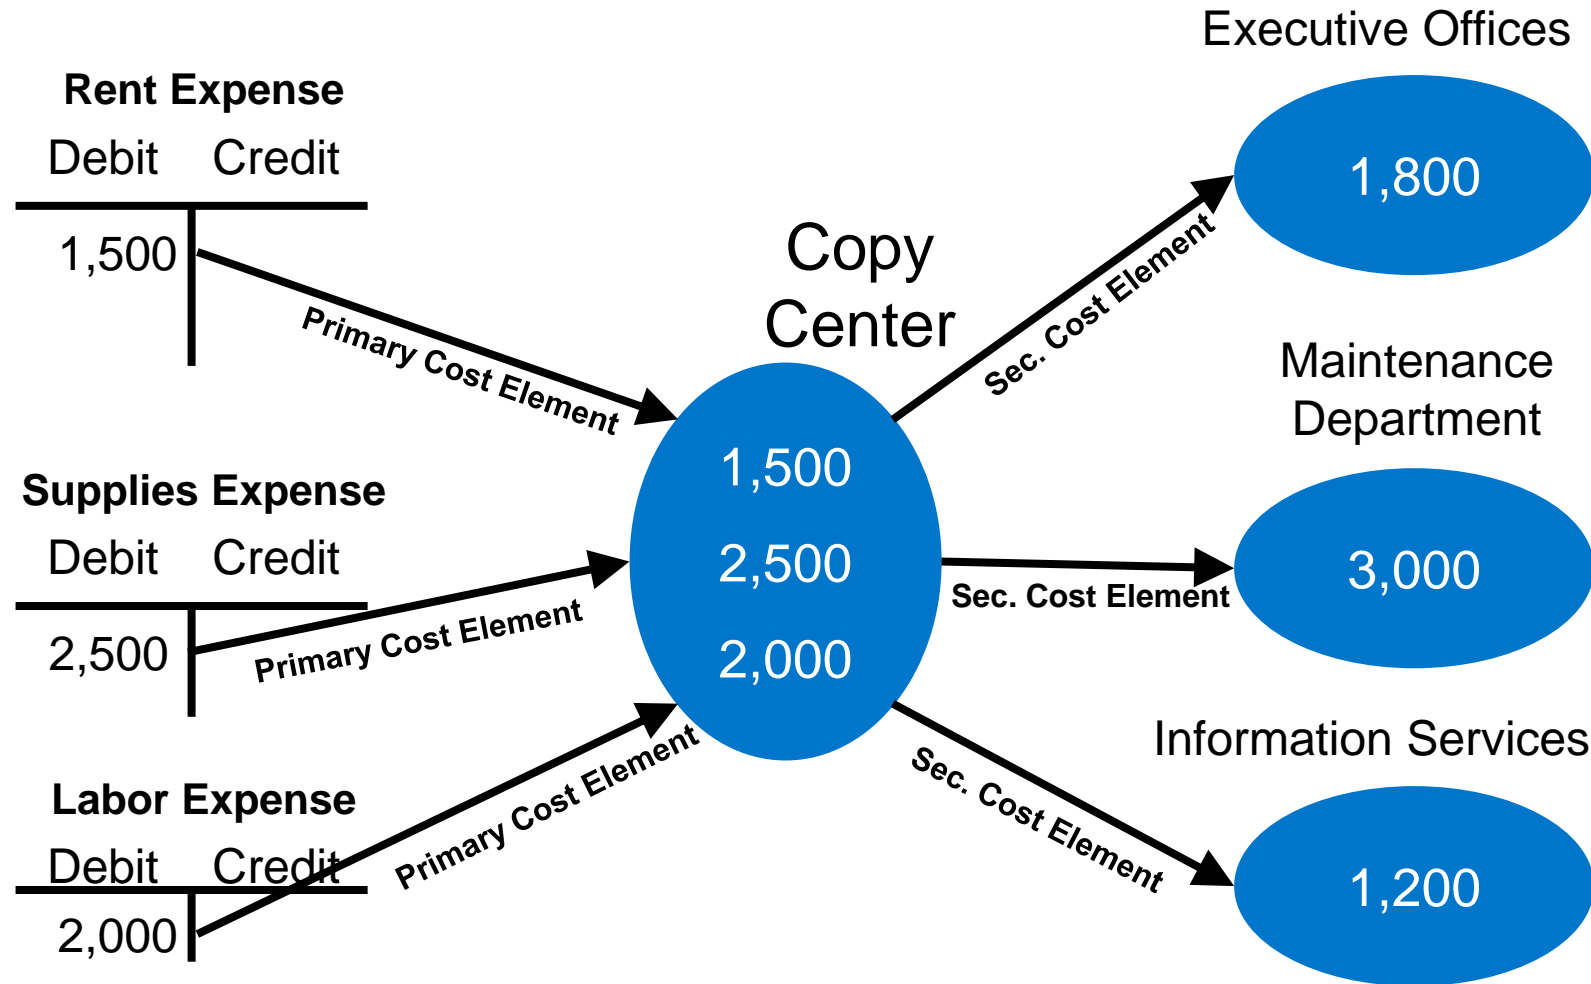 Rent Expense
Debit Credit
1,500
Primary Cost Element
Supplies Expense
Debit Credit
2,500
Primary Cost Element
Labor Expense
Debit Credit
2,000
Primary Cost Element
Copy
Center
1,500
2,500
2,000
Sec. Cost Element
Executive Offices
1,800
Sec. Cost Element
Maintenance
Department
3,000
Sec. Cost Element
Information Services
1,200